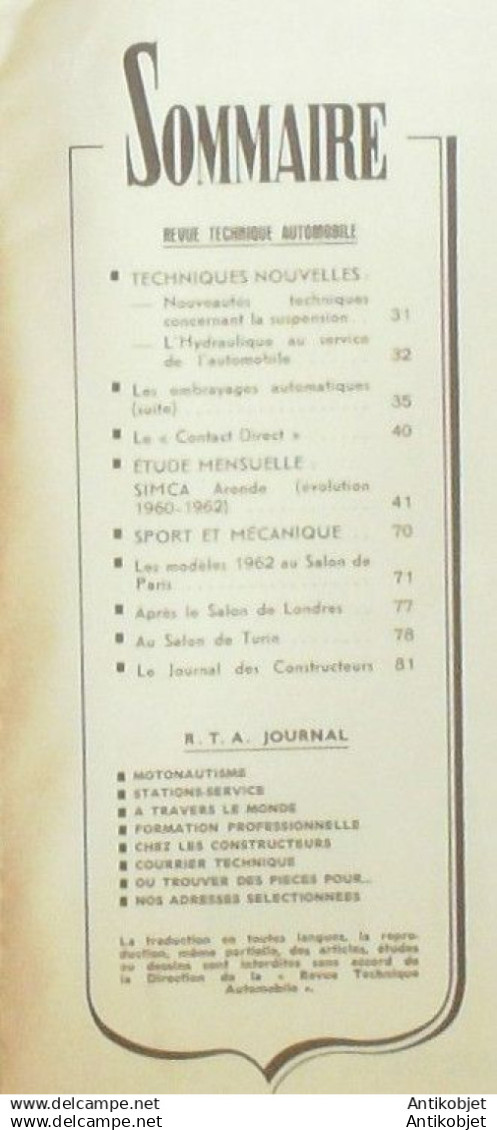 SOMMAIRE
REVUE TECHNIQUE AUTOMOBILE
■ TECHNIQUES NOUVELLES :
— Nouveautés techniques
concernant la suspension .. 31
— L'Hydraulique au service
de l'automobile ........ 32
■ Les embrayages automatiques
(suite) .................. 35
■ Le « Contact Direct » ........ 40
■ ÉTUDE MENSUELLE :
SIMCA Aronde (évolution
1960-1962) .............. 41
■ SPORT ET MÉCANIQUE .. 70
■ Les modèles 1962 au Salon de
Paris .................... 71
■ Après le Salon de Londres .. 77
■ Au Salon de Turin ........ 78
■ Le Journal des Constructeurs 81
R. T. A. JOURNAL
■ MOTONAUTISME
■ STATIONS-SERVICE
■ A TRAVERS LE MONDE
■ FORMATION PROFESSIONNELLE
■ CHEZ LES CONSTRUCTEURS
■ COURRIER TECHNIQUE
■ OU TROUVER DES PIECES POUR...
■ NOS ADRESSES SELECTIONNEES
La traduction en toutes langues, la repro-
duction, même partielle, des articles, études
ou dessins sont interdites sans accord de
la Direction de la « Revue Technique
Automobile ».
Antikobjet Antikobjet
Antikobjet Antikobjet